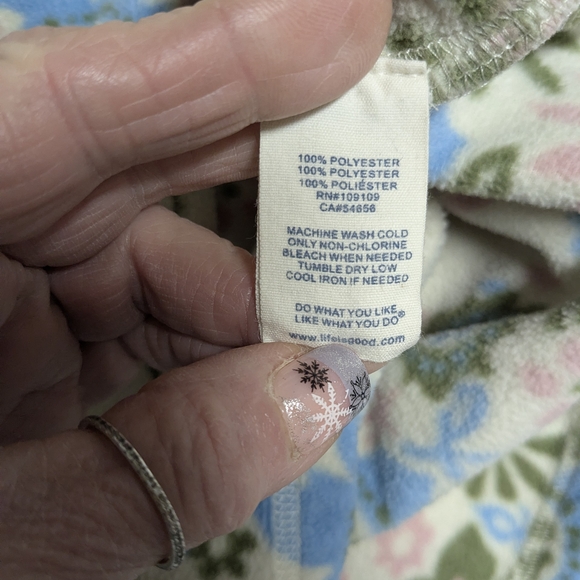 100% POLYESTER
100% POLYESTER
100% POLIÉSTER
RN#109109
CA#54656
MACHINE WASH COLD
ONLY NON-CHLORINE
BLEACH WHEN NEEDED
TUMBLE DRY LOW
COOL IRON IF NEEDED
DO WHAT YOU LIKE
LIKE WHAT YOU DO®
www.lifeisgood.com